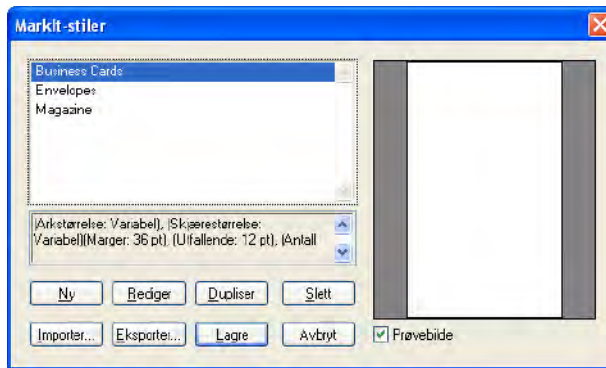 MarkIt-stiler
Business Cards
Envelopes
Magazine
(Arkstørrelse: Variabel), (Skjærestørrelse:
Variabel)(Marger: 36 pt), (Utfallende: 12 pt), (Antall
Ny Rediger Dupliser Slett
Importer... Eksporter... Lagre Avbryt
Prøvebilde